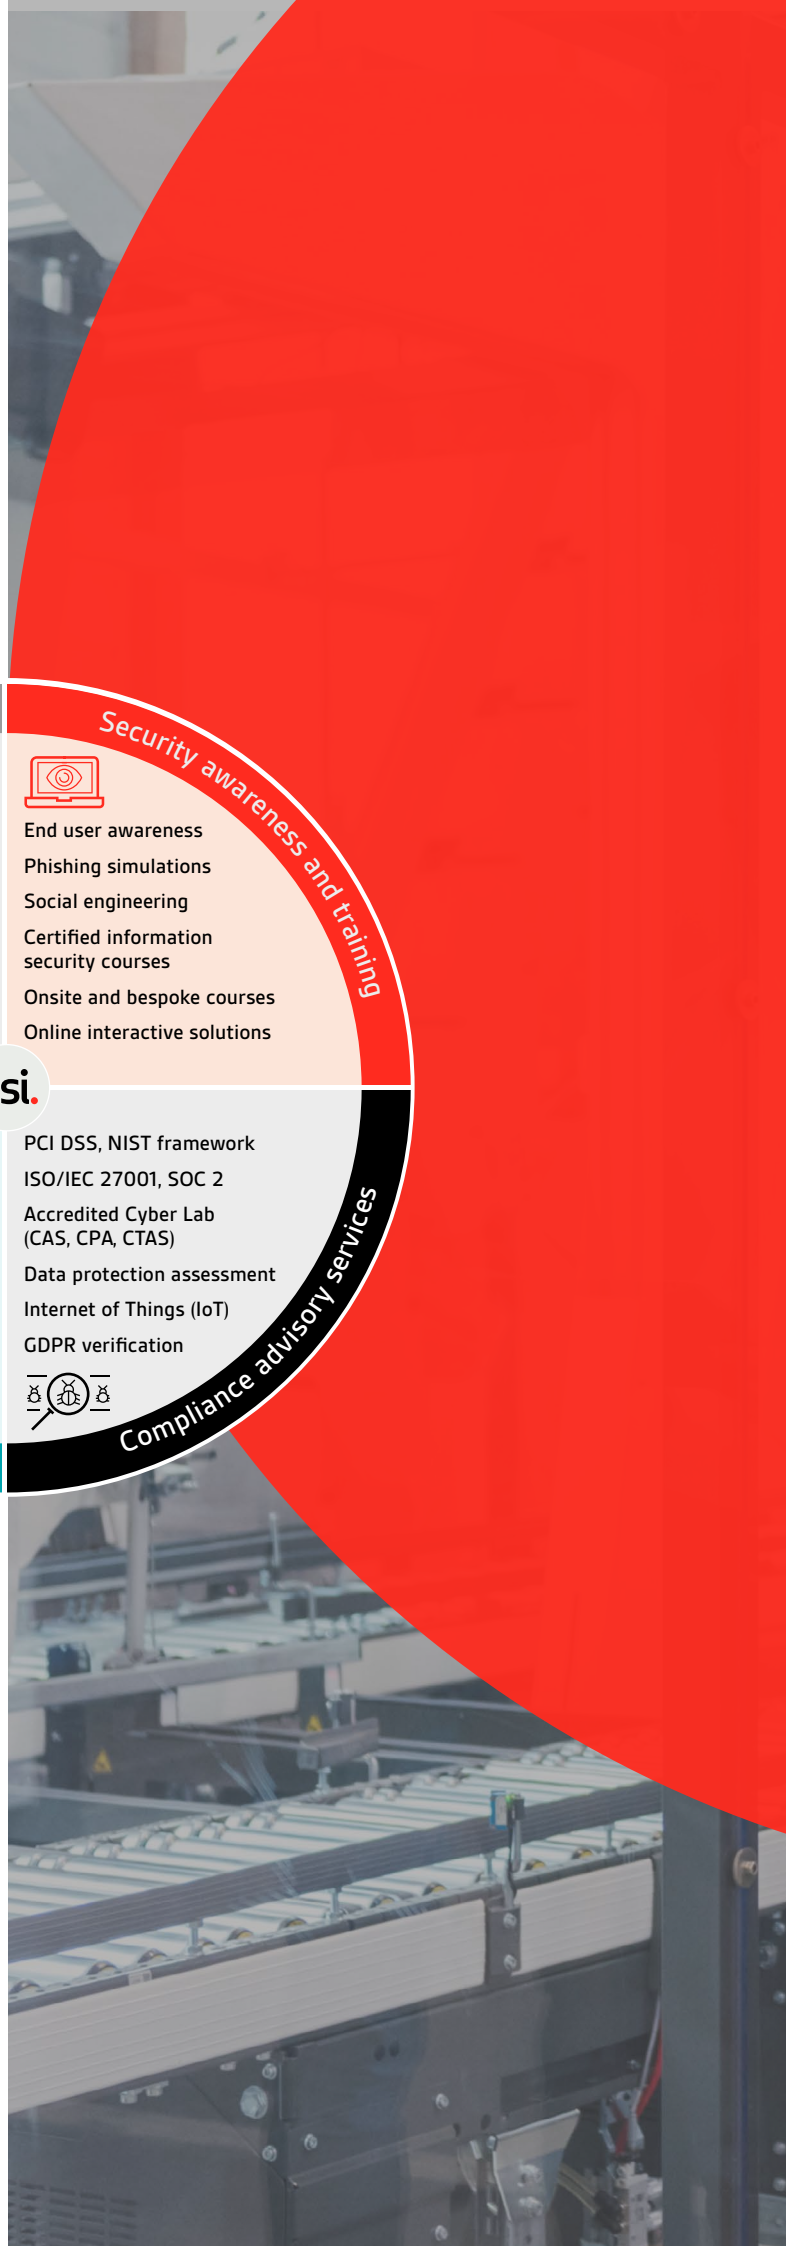 Security awareness and training
End user awareness
Phishing simulations
Social engineering
Certified information
security courses
Onsite and bespoke courses
Online interactive solutions
si.
PCI DSS, NIST framework
ISO/IEC 27001, SOC 2
Accredited Cyber Lab
(CAS, CPA, CTAS)
Data protection assessment
Internet of Things (IoT)
GDPR verification
Compliance advisory services